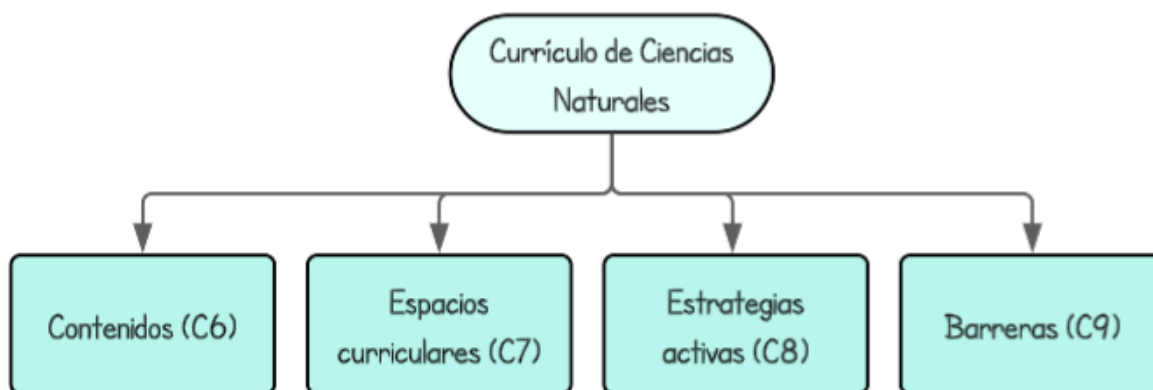 Currículo de Ciencias
Naturales
Contenidos (C6)
Espacios
curriculares (C7)
Estrategias
activas (C8)
Barreras (C9)